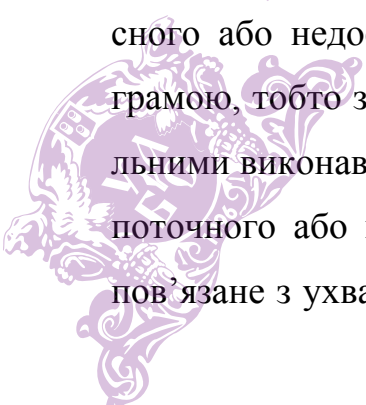 сного або недо
грамою, тобто з
льними виконав
поточного або
пов’язане з ухва